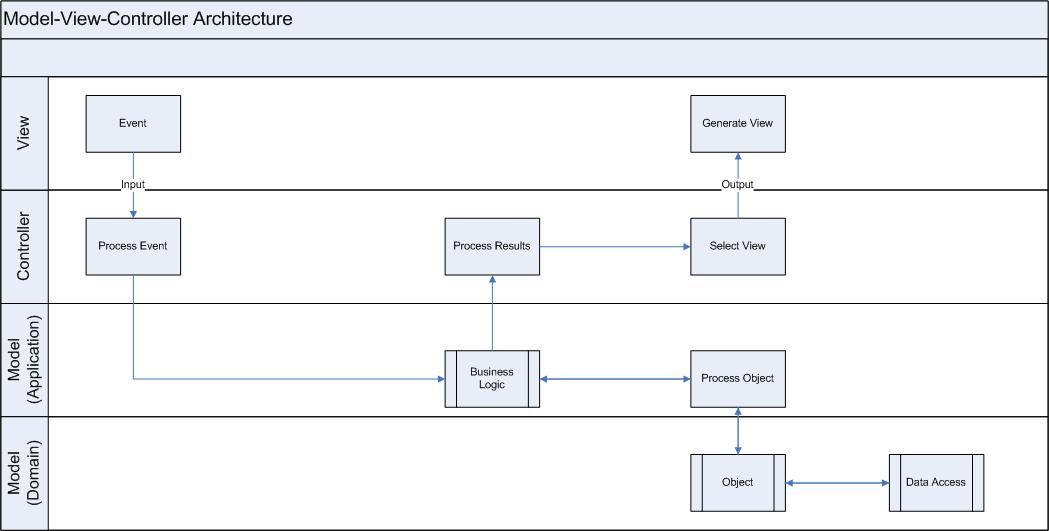 Model-View-Controller Architecture
View
Event
Generate View
Input
Output
Controller
Process Event
Process Results
Select View
Model
(Application)
Business
Logic
Process Object
Model
(Domain)
Object
Data Access